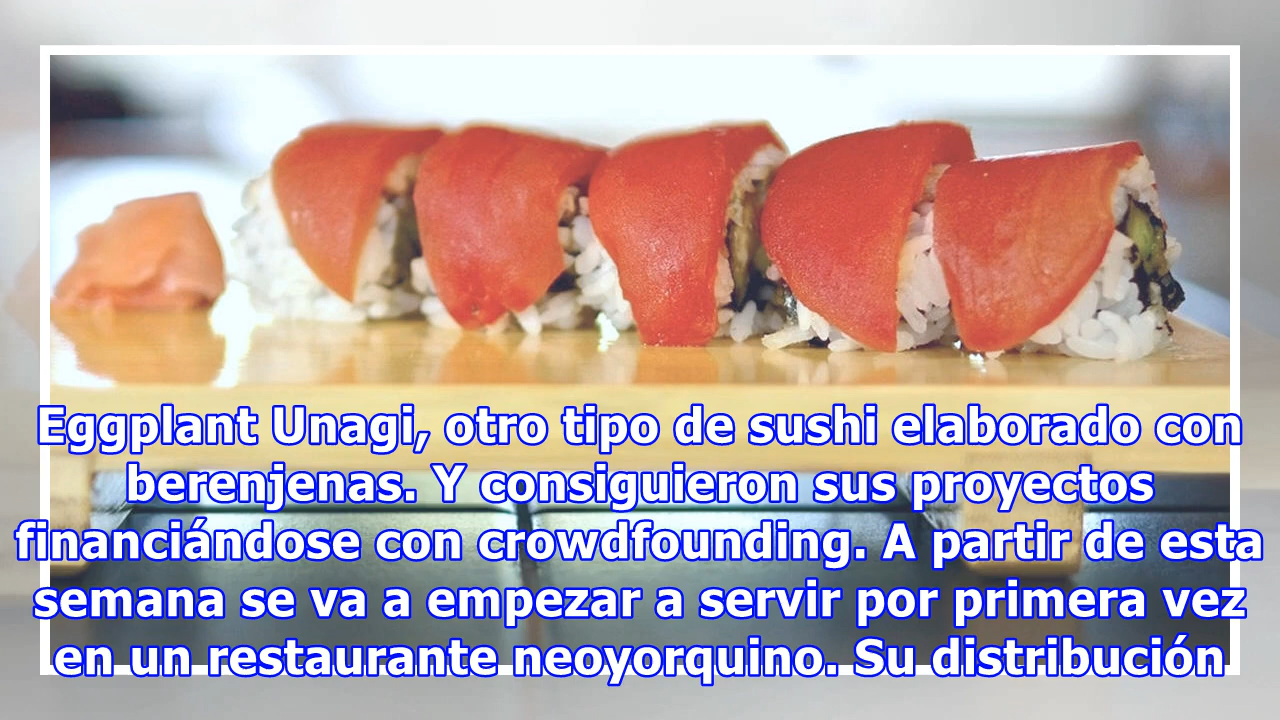 Eggplant Unagi, otro tipo de sushi elaborado con
berenjenas. Y consiguieron sus proyectos
financiándose con crowdfounding. A partir de esta
semana se va a empezar a servir por primera vez
en un restaurante neoyorquino. Su distribución